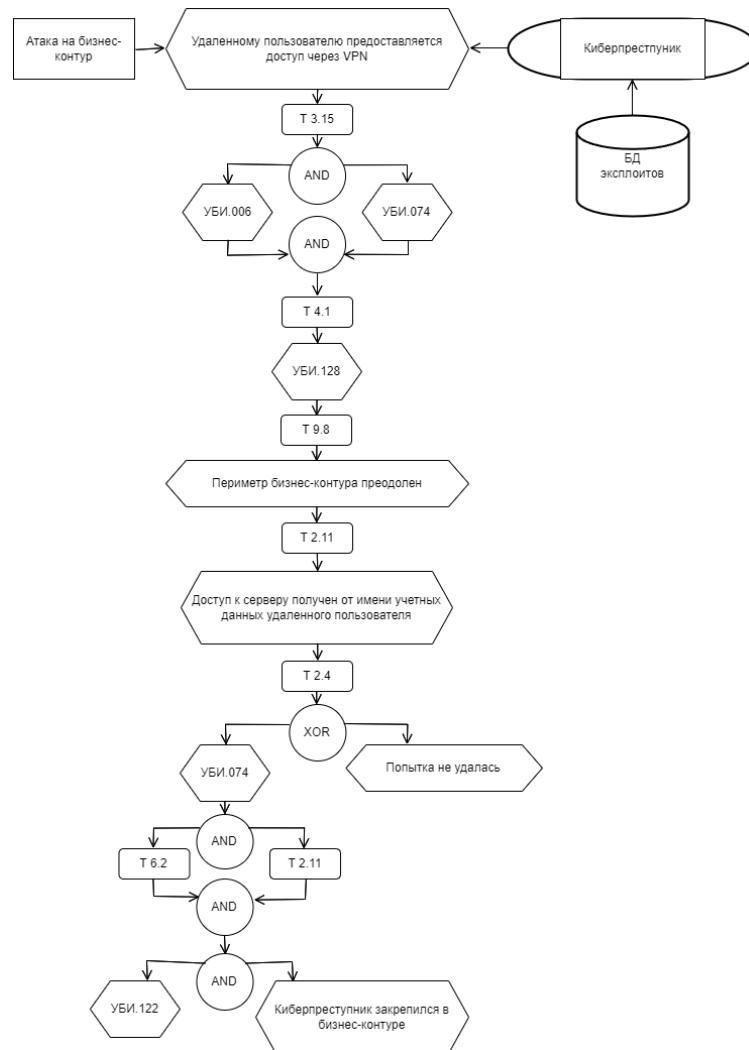 Атака на бизнес-
контур
Удаленному пользователю предоставляется
доступ через VPN
Киберпрестпуник
БД
эксплоитов
Т 3.15
AND
УБИ.006
УБИ.074
AND
Т 4.1
УБИ.128
Т 9.8
Периметр бизнес-контура преодолен
Т 2.11
Доступ к серверу получен от имени учетных
данных удаленного пользователя
Т 2.4
XOR
УБИ.074
Попытка не удалась
AND
Т 6.2
Т 2.11
AND
AND
УБИ.122
Киберпреступник закрепился в
бизнес-контуре